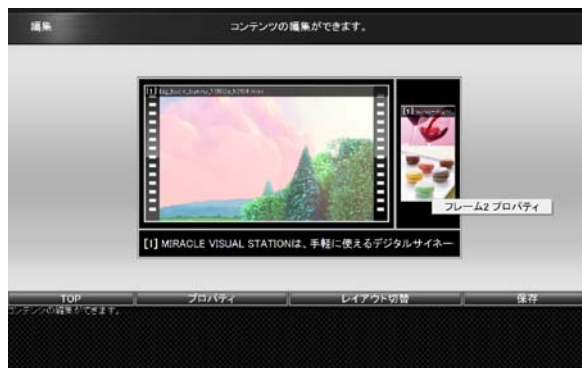 編集
コンテンツの編集ができます。
[1] big_buck_bunny_1080p_h264.mov
[1]
フレーム2 プロパティ
[1] MIRACLE VISUAL STATIONは、手軽に使えるデジタルサイネー
TOP
プロパティ
レイアウト切替
保存
コンテンツの編集ができます。